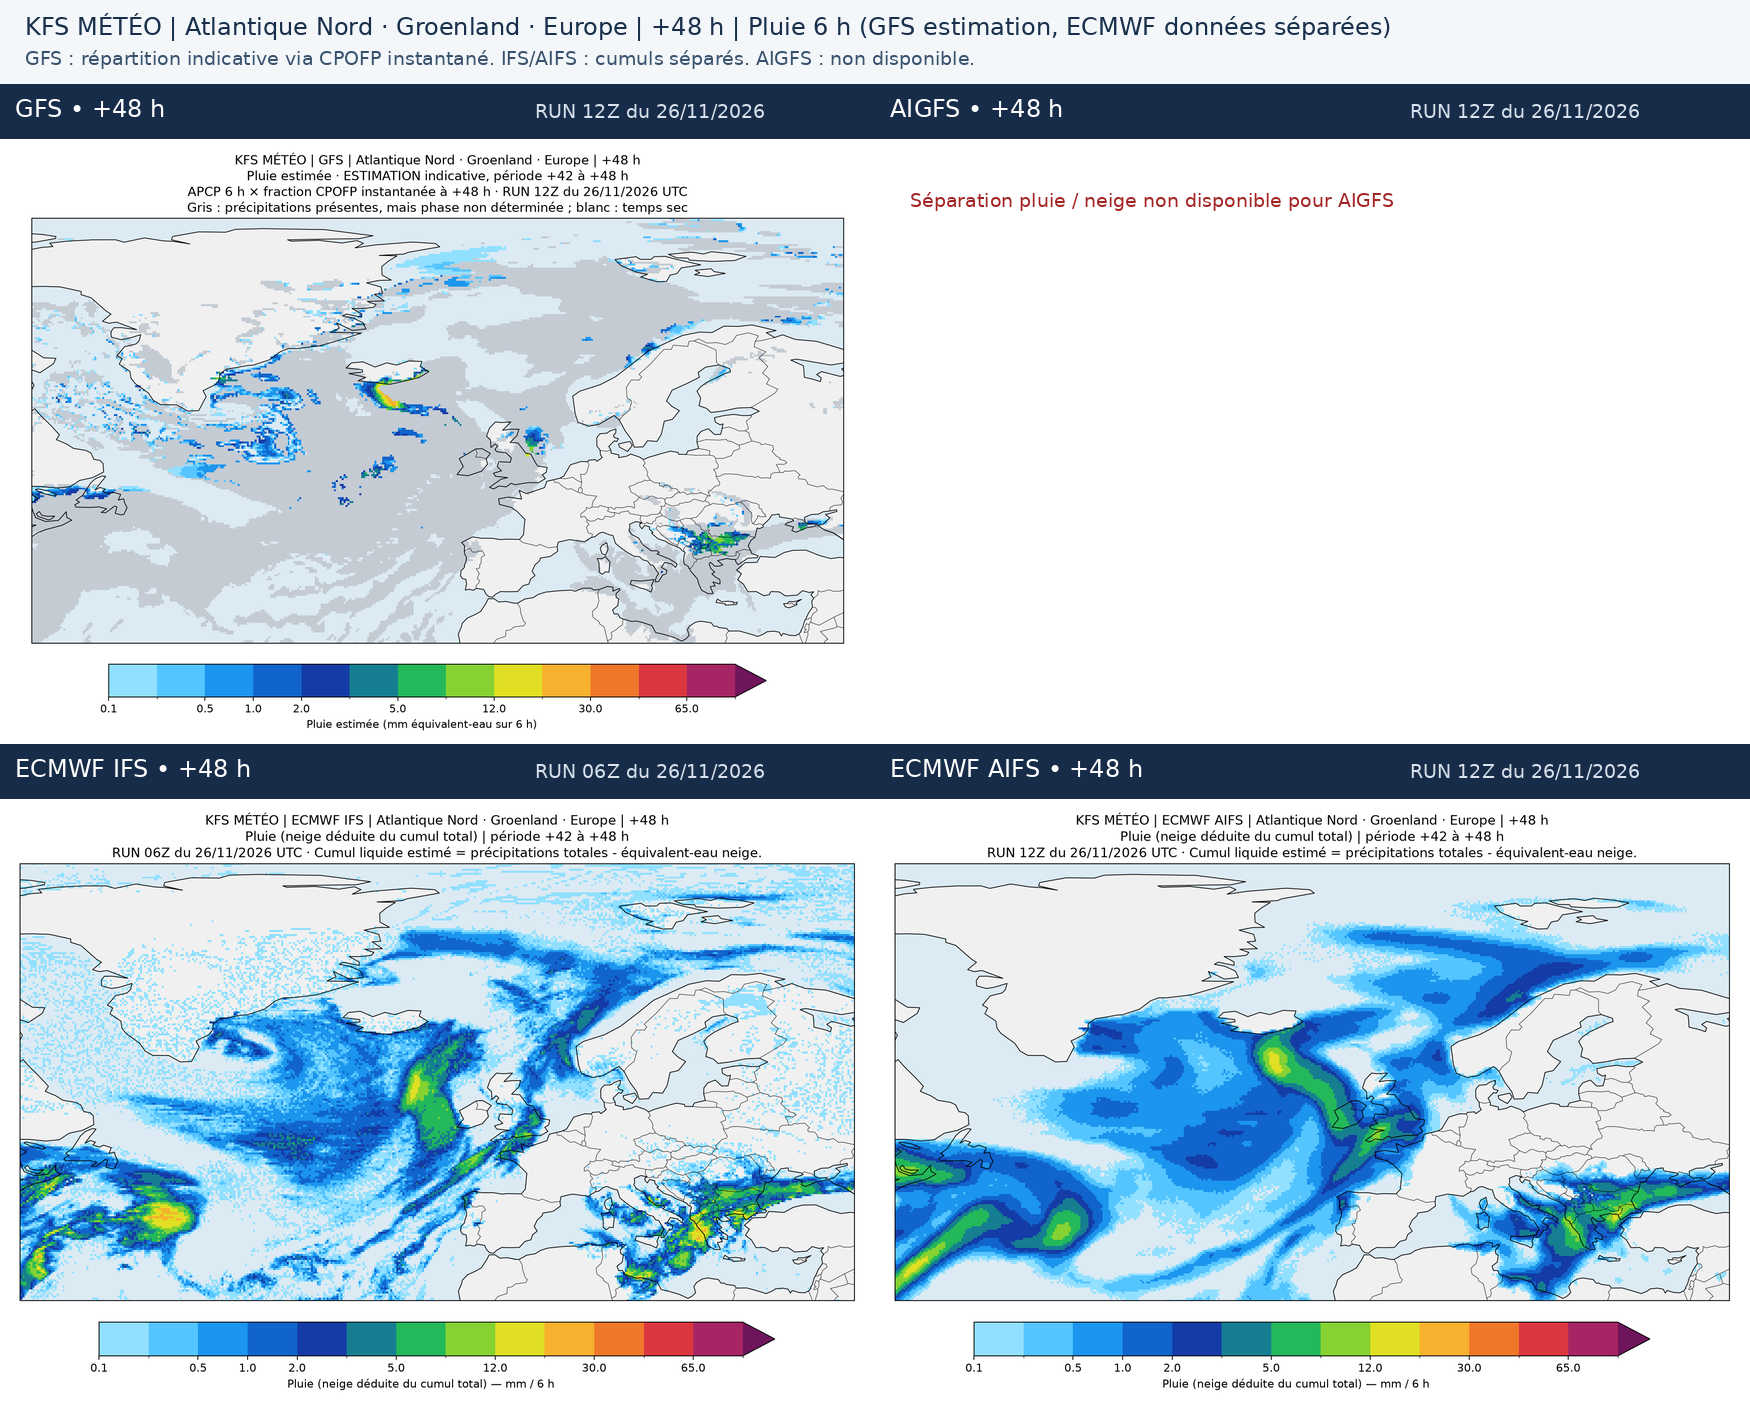 KFS MÉTÉO | Atlantique Nord · Groenland · Europe | +48 h | Pluie 6 h (GFS estimation, ECMWF données séparées)
GFS : répartition indicative via CPOFP instantané. IFS/AIFS : cumuls séparés. AIGFS : non disponible.
GFS • +48 h
RUN 12Z du 26/11/2026
KFS MÉTÉO | GFS | Atlantique Nord · Groenland · Europe | +48 h
Pluie estimée · ESTIMATION indicative, période +42 à +48 h
APCP 6 h × fraction CPOFP instantanée à +48 h · RUN 12Z du 26/11/2026 UTC
Gris : précipitations présentes, mais phase non déterminée ; blanc : temps sec
0.1 0.5 1.0 2.0 5.0 12.0 30.0 65.0
Pluie estimée (mm équivalent-eau sur 6 h)
AIGFS • +48 h
RUN 12Z du 26/11/2026
Séparation pluie / neige non disponible pour AIGFS
ECMWF IFS • +48 h
RUN 06Z du 26/11/2026
KFS MÉTÉO | ECMWF IFS | Atlantique Nord · Groenland · Europe | +48 h
Pluie (neige déduite du cumul total) | période +42 à +48 h
RUN 06Z du 26/11/2026 UTC · Cumul liquide estimé = précipitations totales - équivalent-eau neige.
0.1 0.5 1.0 2.0 5.0 12.0 30.0 65.0
Pluie (neige déduite du cumul total) — mm / 6 h
ECMWF AIFS • +48 h
RUN 12Z du 26/11/2026
KFS MÉTÉO | ECMWF AIFS | Atlantique Nord · Groenland · Europe | +48 h
Pluie (neige déduite du cumul total) | période +42 à +48 h
RUN 12Z du 26/11/2026 UTC · Cumul liquide estimé = précipitations totales - équivalent-eau neige.
0.1 0.5 1.0 2.0 5.0 12.0 30.0 65.0
Pluie (neige déduite du cumul total) — mm / 6 h